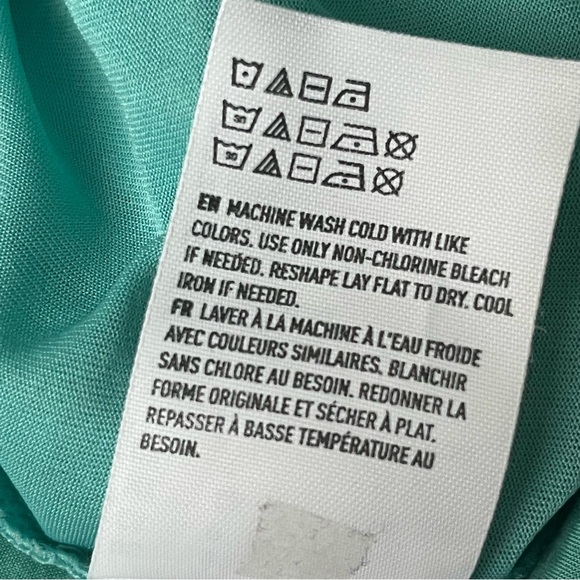 30
30
EN MACHINE WASH COLD WITH LIKE
COLORS. USE ONLY NON-CHLORINE BLEACH
IF NEEDED. RESHAPE LAY FLAT TO DRY. COOL
IRON IF NEEDED.
FR LAVER À LA MACHINE À L'EAU FROIDE
AVEC COULEURS SIMILAIRES. BLANCHIR
SANS CHLORE AU BESOIN. REDONNER LA
FORME ORIGINALE ET SÉCHER À PLAT.
REPASSER À BASSE TEMPÉRATURE AU
BESOIN.